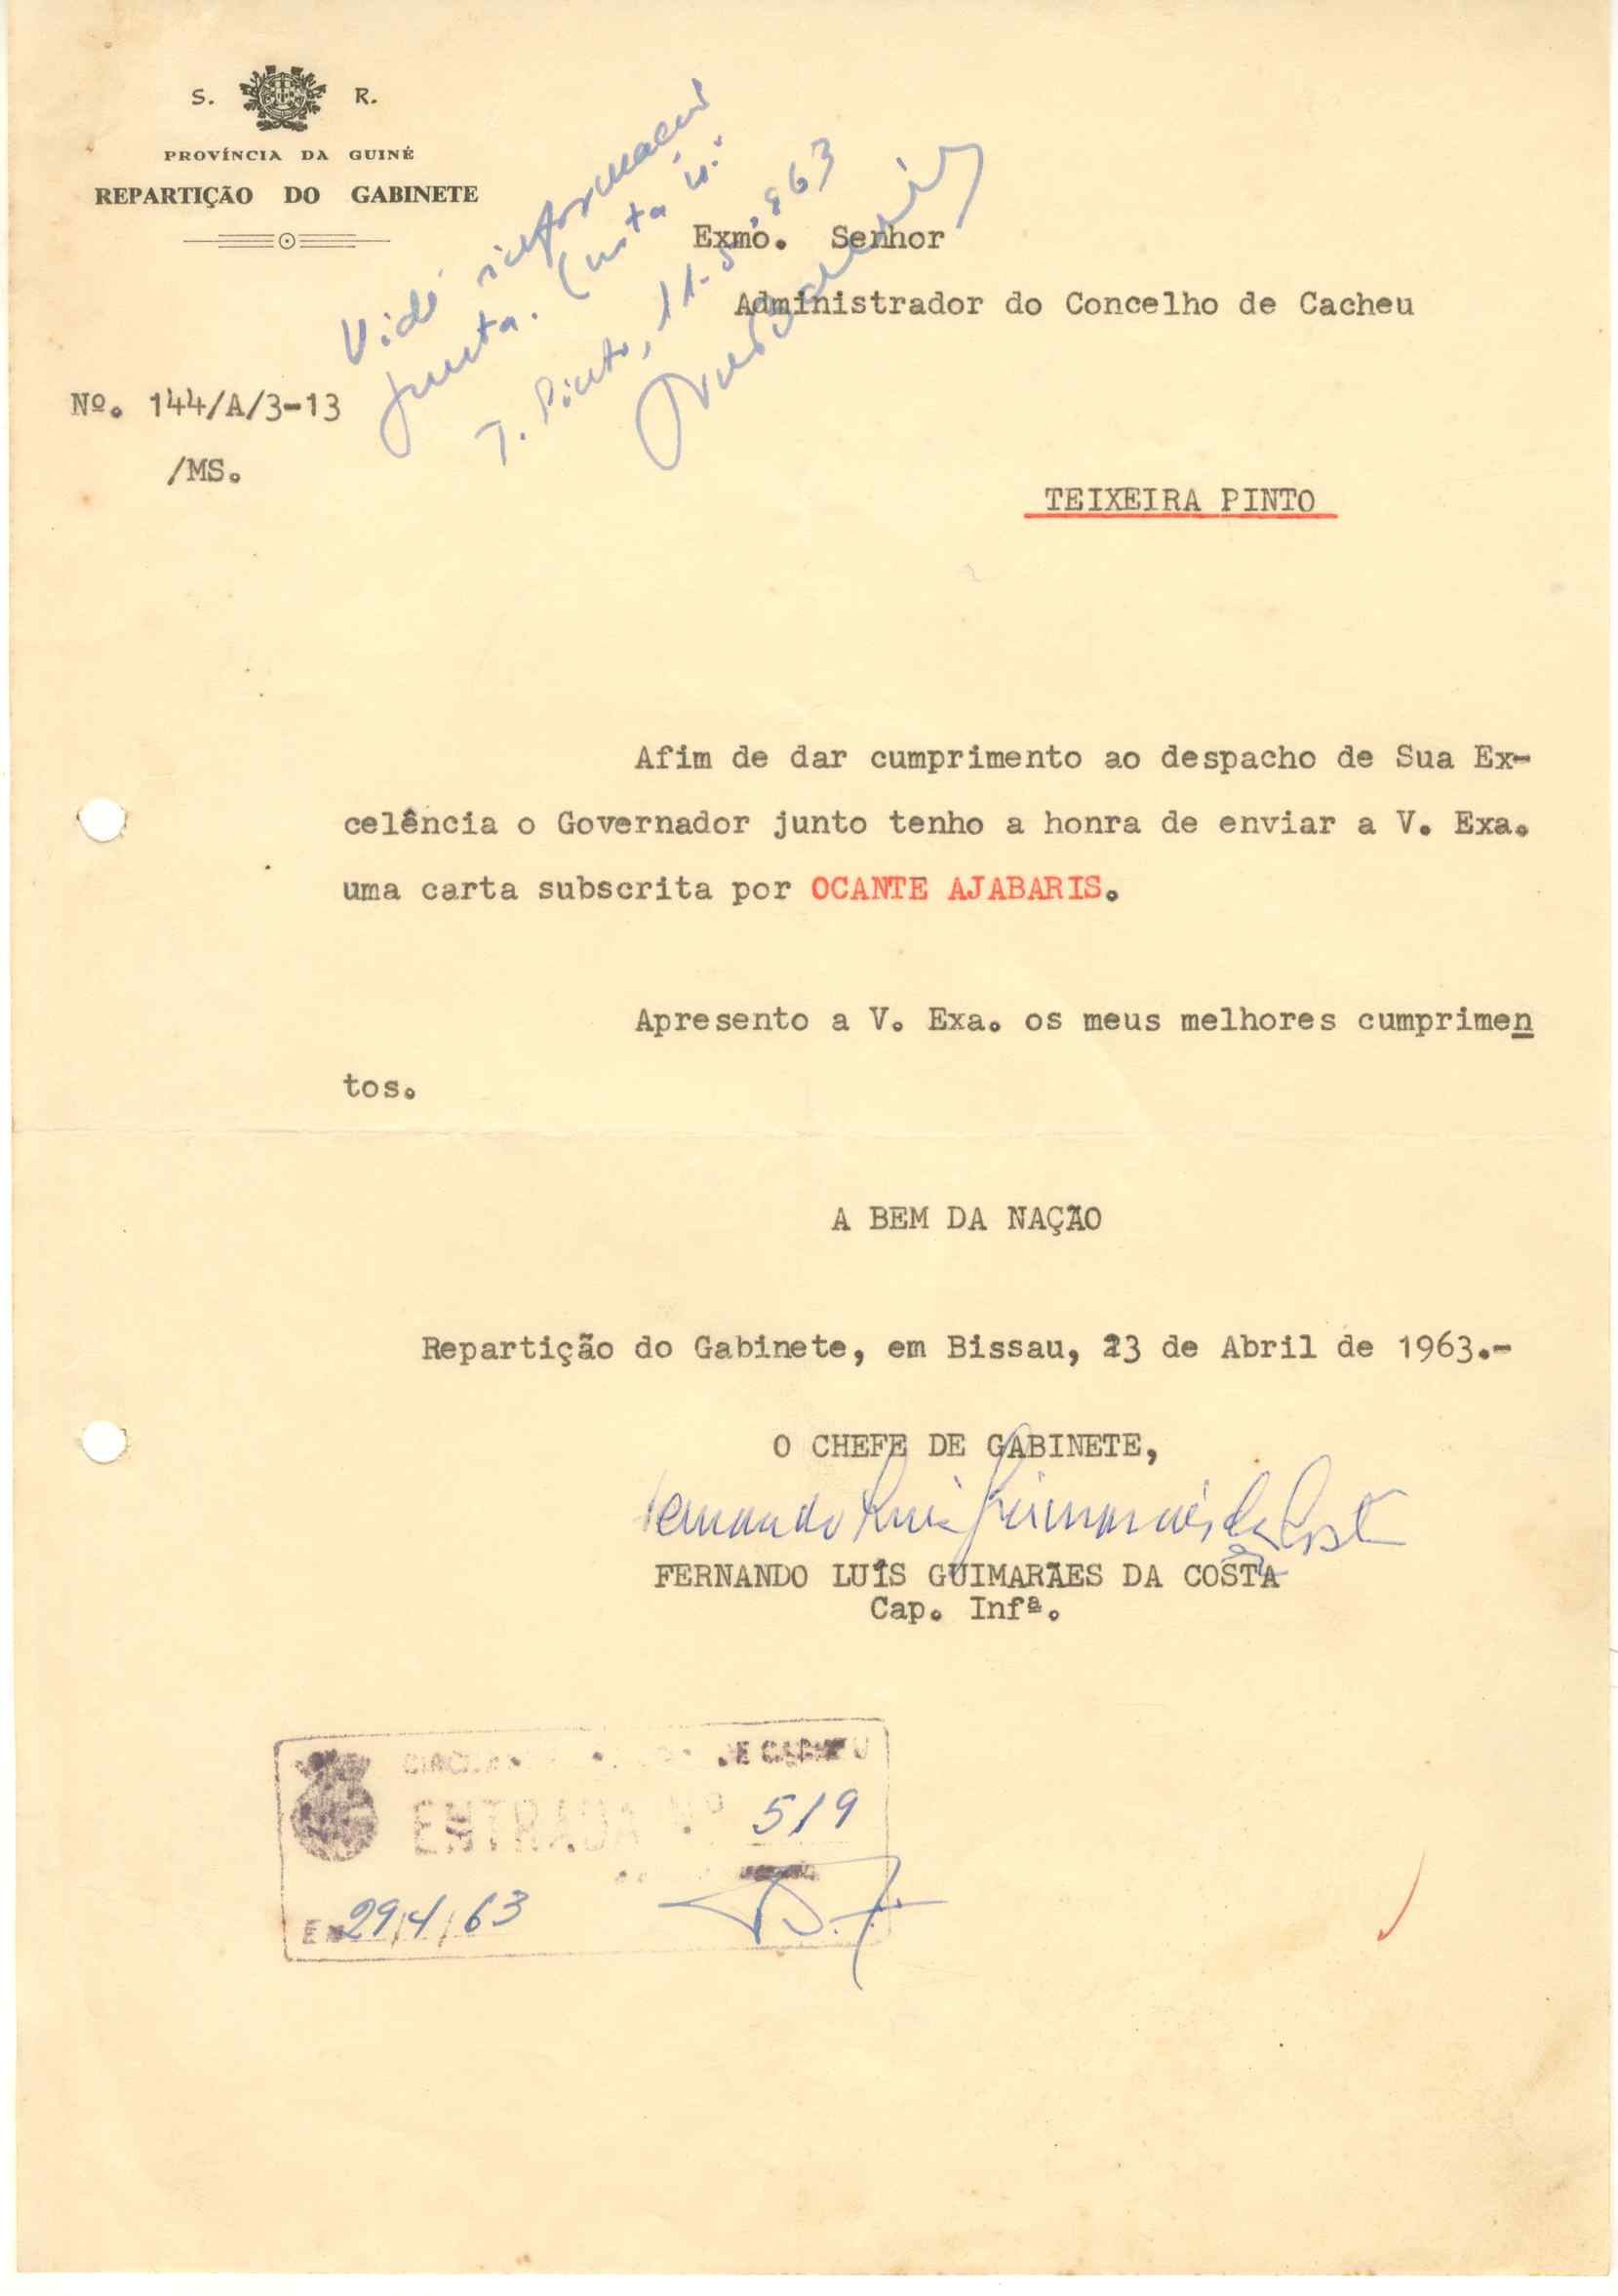 S. R.
PROVÍNCIA DA GUINÉ
REPARTIÇÃO DO GABINETE
Vide informação
junta.
T. Pinto, 11-5-963
Exmo. Senhor
Administrador do Concelho de Cacheu
Nº. 144/A/3-13
/MS.
TEIXEIRA PINTO
Afim de dar cumprimento ao despacho de Sua Ex-
celência o Governador junto tenho a honra de enviar a V. Exa.
uma carta subscrita por OCANTE AJABARIS.
Apresento a V. Exa. os meus melhores cumprimen
tos.
A BEM DA NAÇÃO
Repartição do Gabinete, em Bissau, 23 de Abril de 1963.-
O CHEFE DE GABINETE,
Fernando Luís Guimarães da Costa
FERNANDO LUÍS GUIMARÃES DA COSTA
Cap. Infª.
DE CACHEU
ENTRADA Nº 519
EM 29/4/63